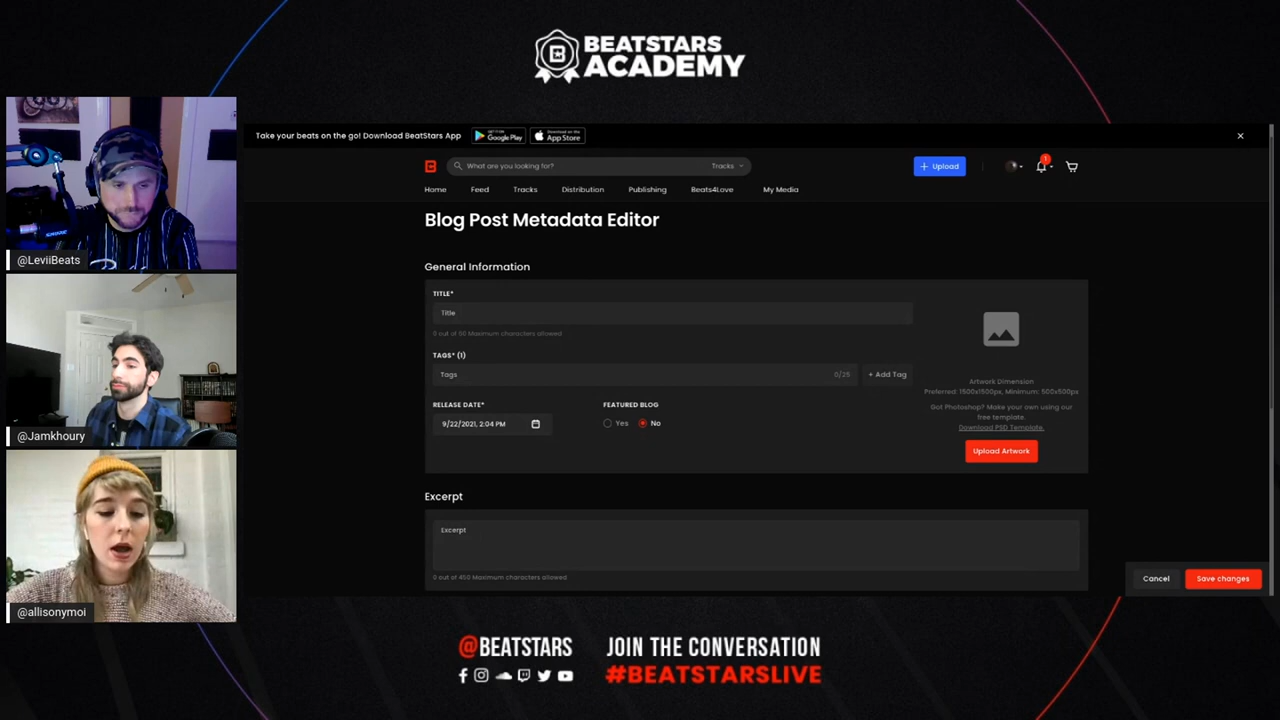 BEATSTARS
ACADEMY
Take your beats on the go! Download BeatStars App
GET IT ON
Google Play
Download on the
App Store
What are you looking for?
Tracks
+ Upload
1
Home
Feed
Tracks
Distribution
Publishing
Beats4Love
My Media
Blog Post Metadata Editor
General Information
TITLE*
Title
0 out of 60 Maximum characters allowed
TAGS* (1)
Tags
0/25
+ Add Tag
RELEASE DATE*
9/22/2021, 2:04 PM
FEATURED BLOG
Yes
No
Artwork Dimension
Preferred: 1500x1500px, Minimum: 500x500px
Got Photoshop? Make your own using our
free template.
Download PSD Template.
Upload Artwork
Excerpt
Excerpt
0 out of 450 Maximum characters allowed
Cancel
Save changes
@LeviiBeats
@Jamkhoury
@allisonymoi
@BEATSTARS
JOIN THE CONVERSATION
#BEATSTARSLIVE